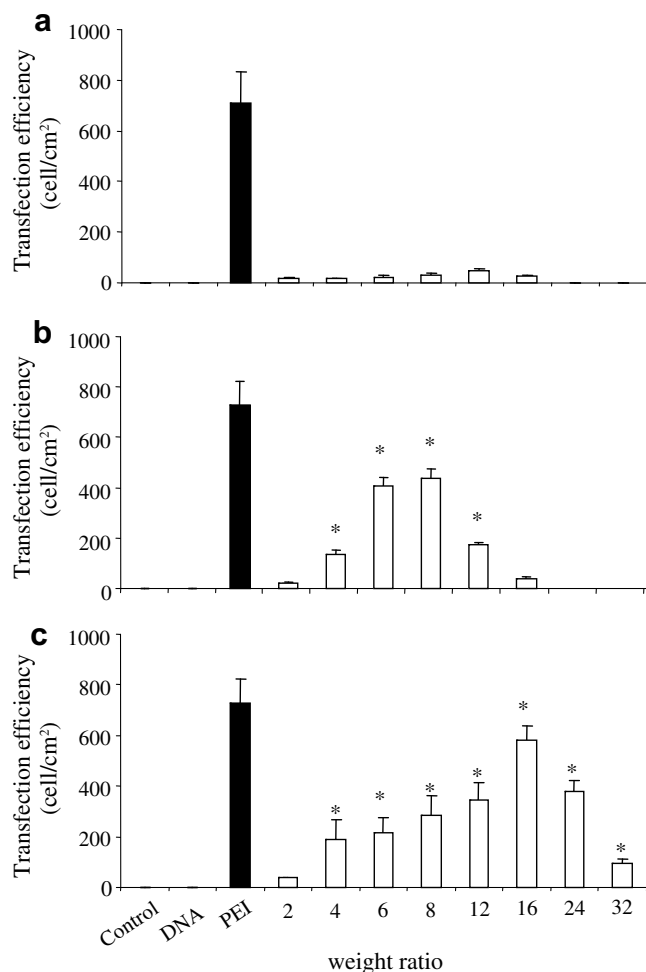 a
1000
800
600
400
200
0
Transfection efficiency
(cell/cm²)
b
1000
800
600
400
200
0
Transfection efficiency
(cell/cm²)
* * * *
c
1000
800
600
400
200
0
Transfection efficiency
(cell/cm²)
* * * * * * *
Control DNA PEI 2 4 6 8 12 16 24 32
weight ratio